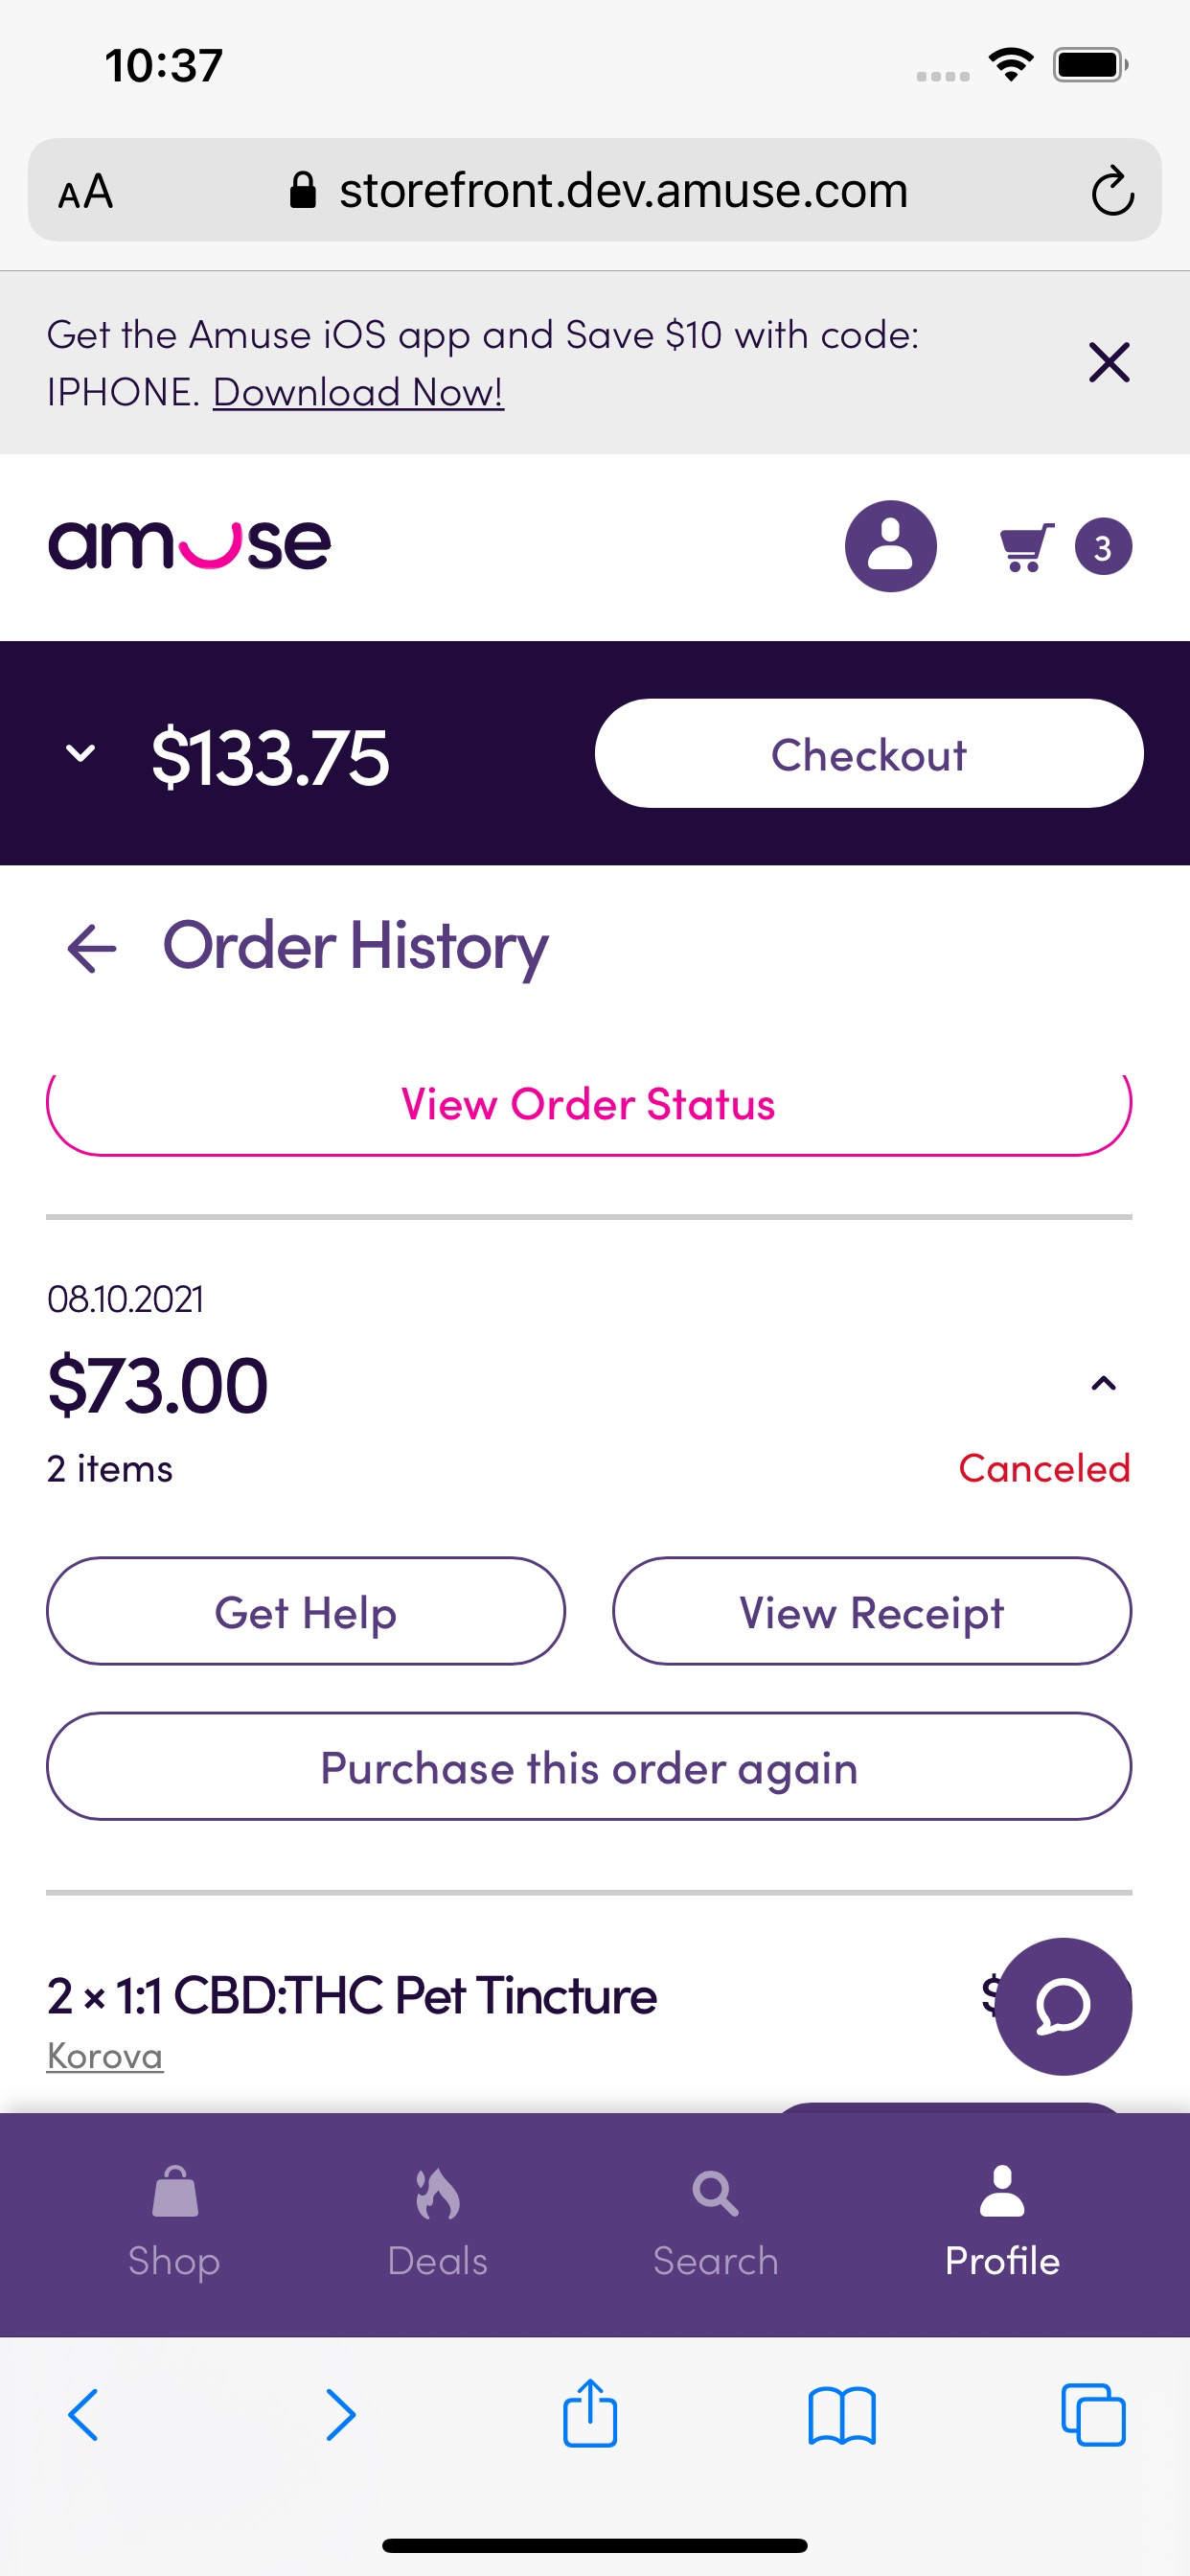 10:37
AA storefront.dev.amuse.com
Get the Amuse iOS app and Save $10 with code:
IPHONE. Download Now!
amuse
3
$133.75 Checkout
Order History
View Order Status
08.10.2021
$73.00
2 items Canceled
Get Help View Receipt
Purchase this order again
2 × 1:1 CBD:THC Pet Tincture $
Korova
Shop Deals Search Profile